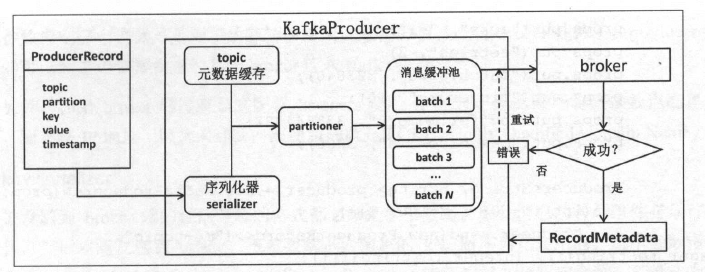 KafkaProducer
ProducerRecord
topic
partition
key
value
timestamp
topic
元数据缓存
序列化器
serializer
partitioner
消息缓冲池
batch 1
batch 2
batch 3
...
batch N
broker
重试
错误
否
成功?
是
RecordMetadata